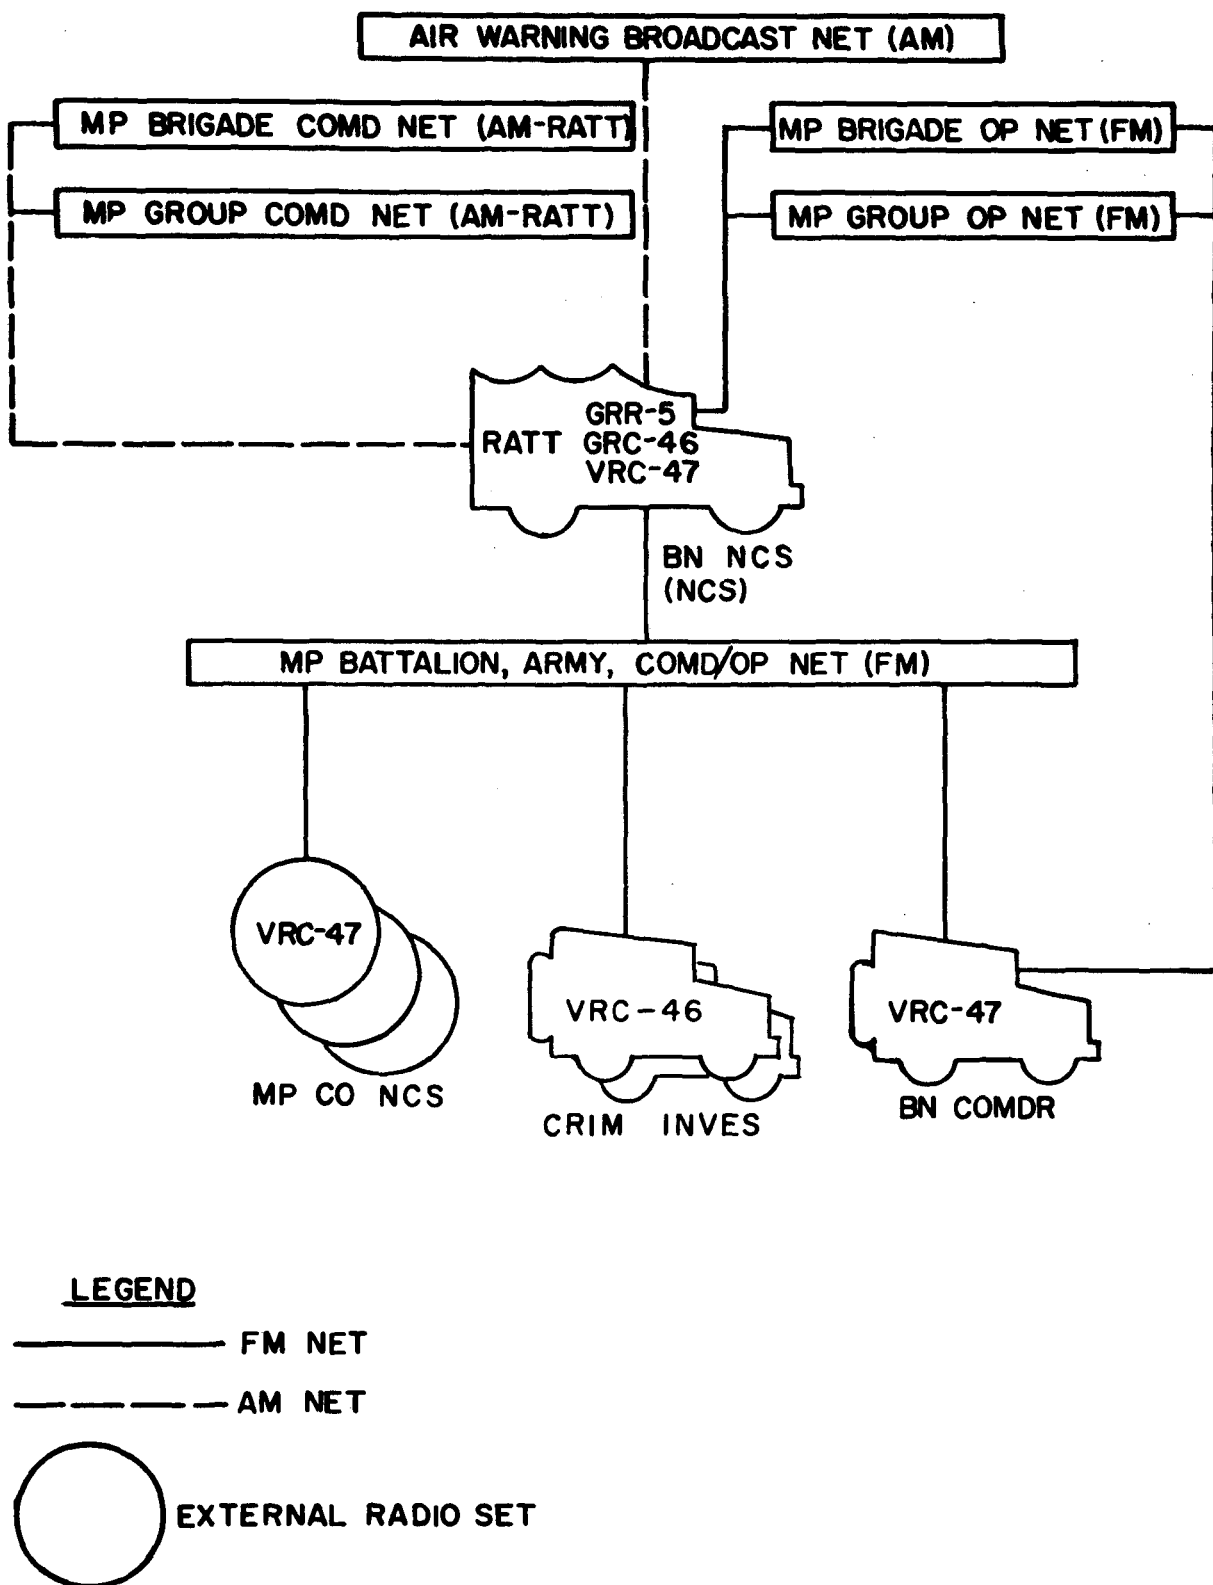 AIR WARNING BROADCAST NET (AM)
MP BRIGADE COMD NET (AM-RATT)
MP BRIGADE OP NET (FM)
MP GROUP COMD NET (AM-RATT)
MP GROUP OP NET (FM)
GRR-5
RATT GRC-46
VRC-47
BN NCS
(NCS)
MP BATTALION, ARMY, COMD/OP NET (FM)
VRC-47
VRC-46
VRC-47
MP CO NCS
CRIM INVES
BN COMDR
LEGEND
FM NET
AM NET
EXTERNAL RADIO SET